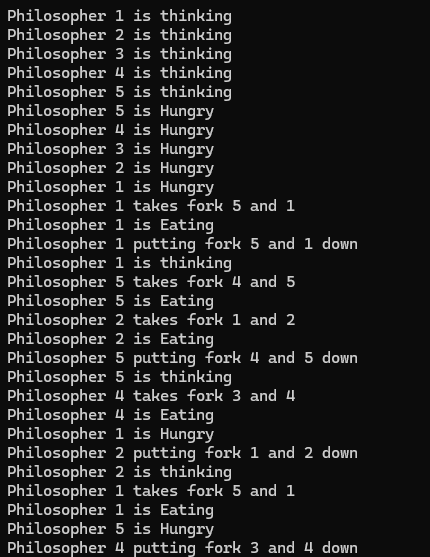 Philosopher 1 is thinking
Philosopher 2 is thinking
Philosopher 3 is thinking
Philosopher 4 is thinking
Philosopher 5 is thinking
Philosopher 5 is Hungry
Philosopher 4 is Hungry
Philosopher 3 is Hungry
Philosopher 2 is Hungry
Philosopher 1 is Hungry
Philosopher 1 takes fork 5 and 1
Philosopher 1 is Eating
Philosopher 1 putting fork 5 and 1 down
Philosopher 1 is thinking
Philosopher 5 takes fork 4 and 5
Philosopher 5 is Eating
Philosopher 2 takes fork 1 and 2
Philosopher 2 is Eating
Philosopher 5 putting fork 4 and 5 down
Philosopher 5 is thinking
Philosopher 4 takes fork 3 and 4
Philosopher 4 is Eating
Philosopher 1 is Hungry
Philosopher 2 putting fork 1 and 2 down
Philosopher 2 is thinking
Philosopher 1 takes fork 5 and 1
Philosopher 1 is Eating
Philosopher 5 is Hungry
Philosopher 4 putting fork 3 and 4 down